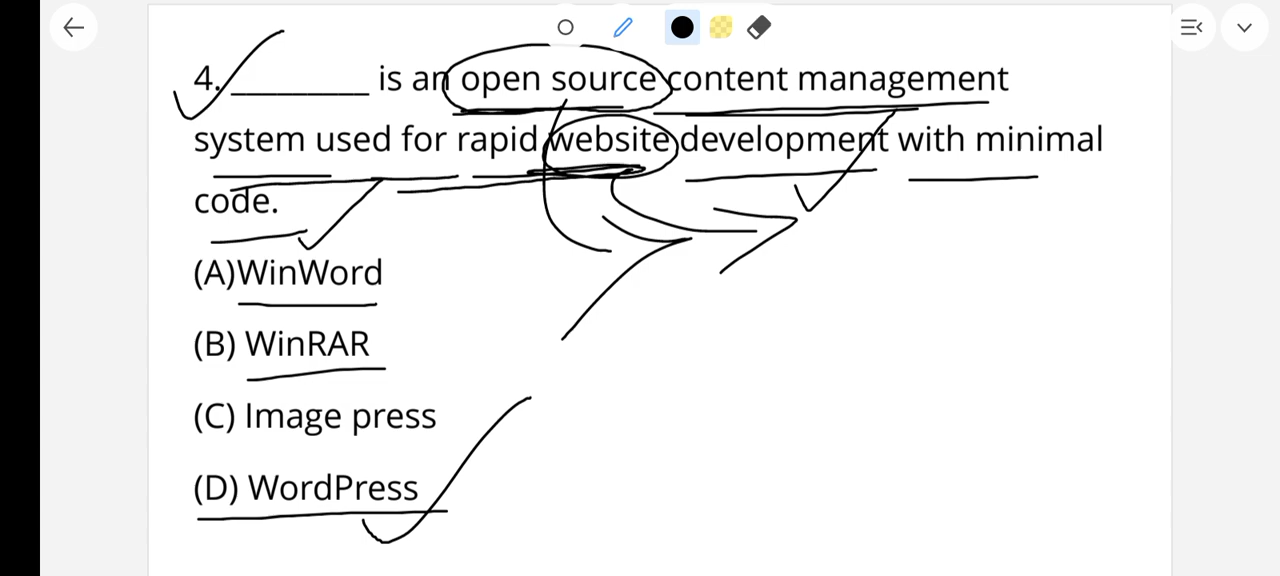 4._________ is an open source content management
system used for rapid website development with minimal
code.
(A)WinWord
(B) WinRAR
(C) Image press
(D) WordPress